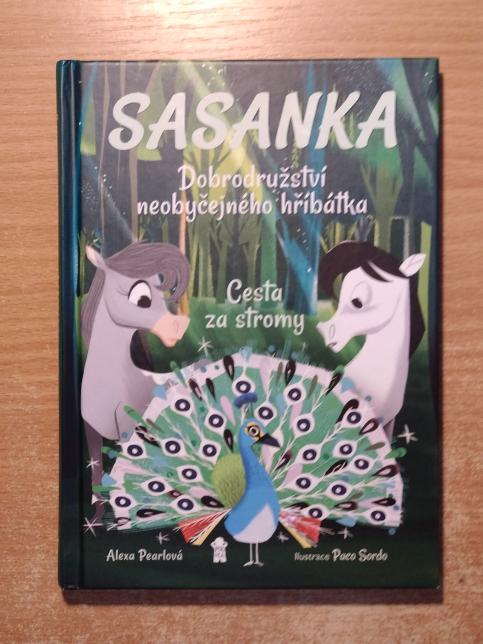 SASANKA
Dobrodružství
neobyčejného hříbátka
Cesta
za stromy
Alexa Pearlová
Ilustrace Paco Sordo